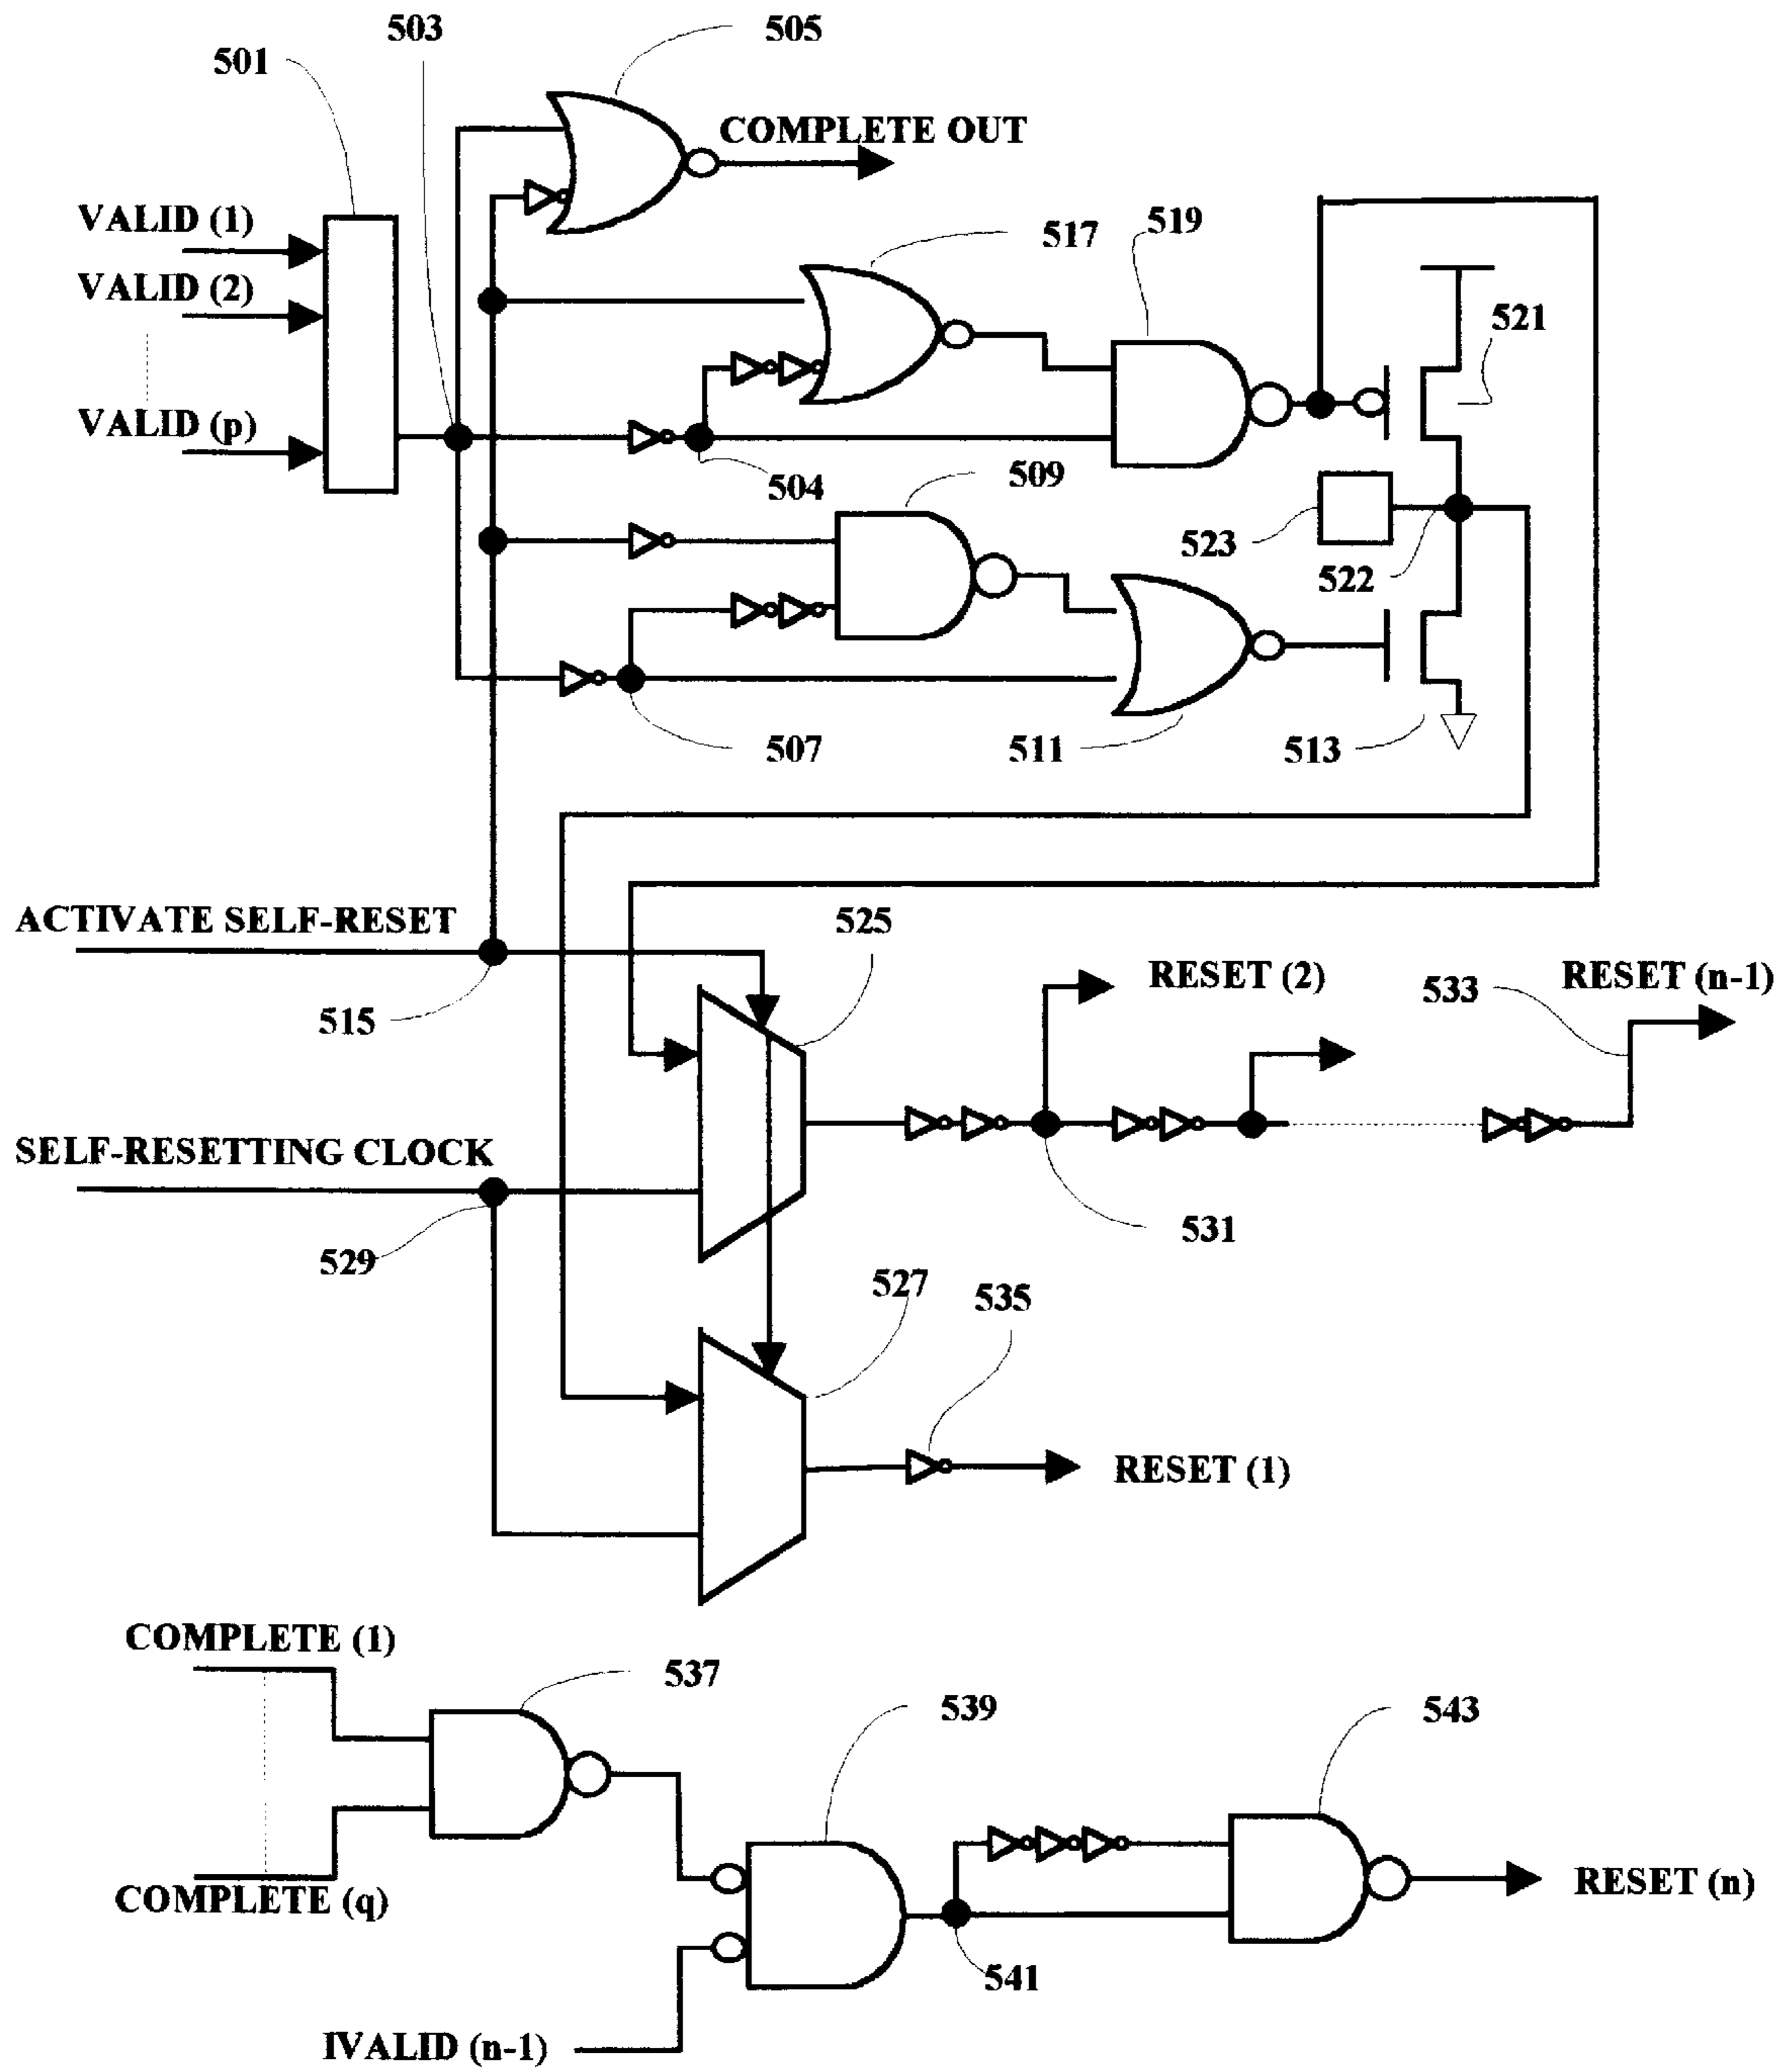 503
505
501
COMPLETE OUT
VALID (1)
517
519
VALID (2)
521
VALID (p)
504
509
523
522
507
511
513
ACTIVATE SELF-RESET
525
RESET (2)
533
RESET (n-1)
515
SELF-RESETTING CLOCK
531
529
527
535
RESET (1)
COMPLETE (1)
537
539
543
COMPLETE (q)
RESET (n)
541
IVALID (n-1)